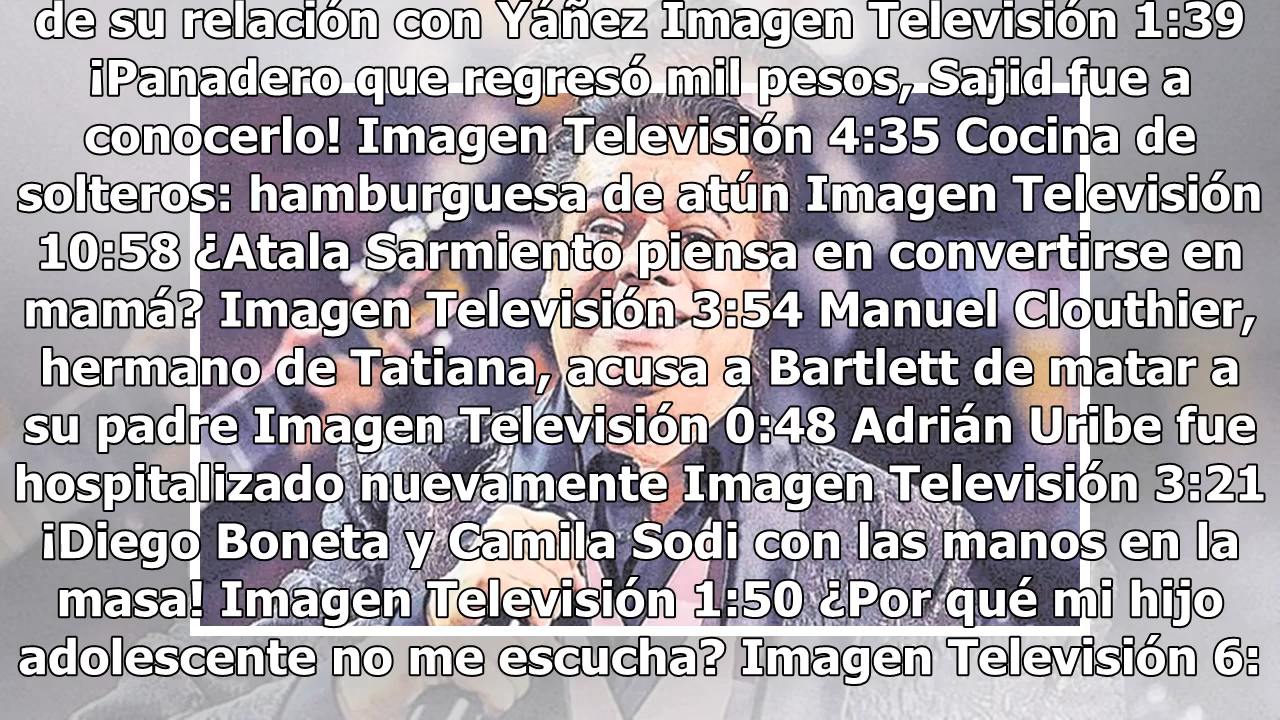 de su relación con Yáñez Imagen Televisión 1:39
¡Panadero que regresó mil pesos, Sajid fue a
conocerlo! Imagen Televisión 4:35 Cocina de
solteros: hamburguesa de atún Imagen Televisión
10:58 ¿Atala Sarmiento piensa en convertirse en
mamá? Imagen Televisión 3:54 Manuel Clouthier,
hermano de Tatiana, acusa a Bartlett de matar a
su padre Imagen Televisión 0:48 Adrián Uribe fue
hospitalizado nuevamente Imagen Televisión 3:21
¡Diego Boneta y Camila Sodi con las manos en la
masa! Imagen Televisión 1:50 ¿Por qué mi hijo
adolescente no me escucha? Imagen Televisión 6: